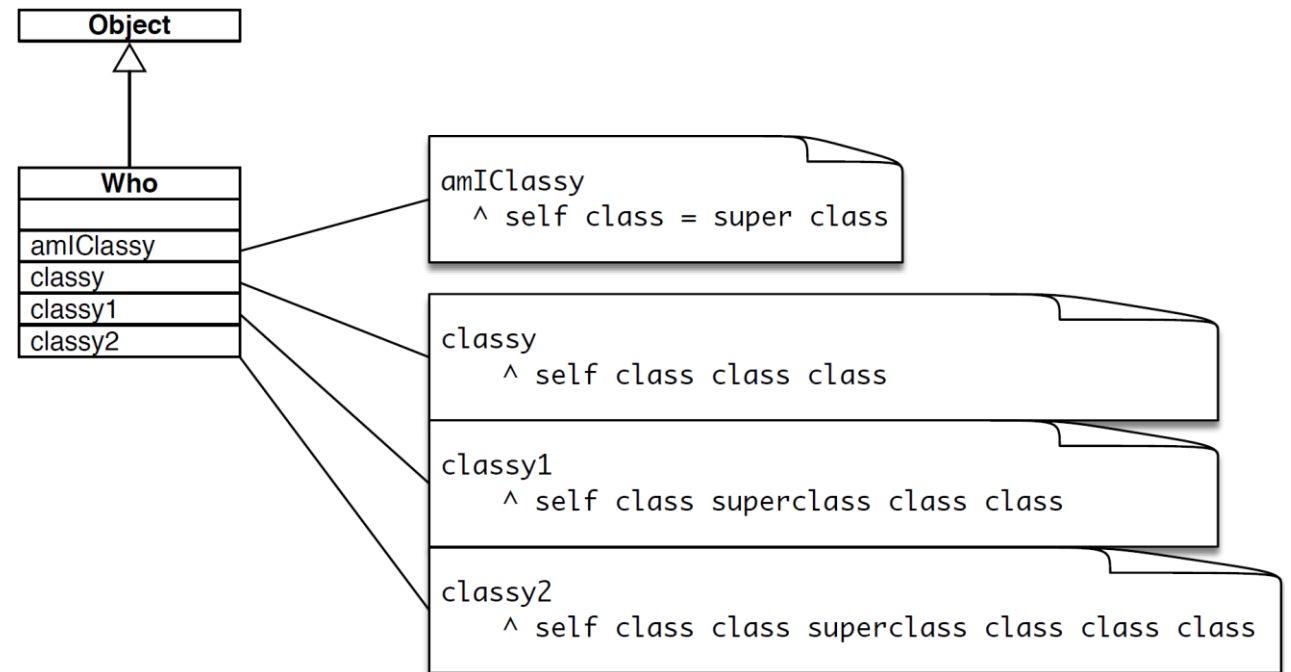 Object
Who
amIClassy
classy
classy1
classy2
amIClassy
^ self class = super class
classy
^ self class class class
classy1
^ self class superclass class class
classy2
^ self class class superclass class class class